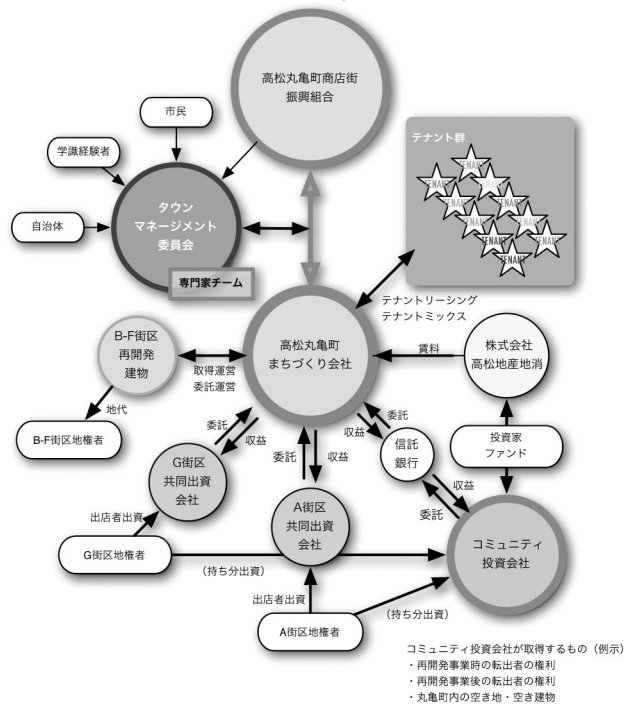 高松丸亀町商店街
振興組合
市民
学識経験者
自治体
タウン
マネージメント
委員会
専門家チーム
テナント群
TENANT
TENANT
TENANT
TENANT
TENANT
TENANT
TENANT
TENANT
TENANT
TENANT
テナントリーシング
テナントミックス
高松丸亀町
まちづくり会社
B-F街区
再開発
建物
取得運営
委託運営
賃料
株式会社
高松地産地消
地代
B-F街区地権者
委託
収益
G街区
共同出資
会社
委託
収益
A街区
共同出資
会社
委託
収益
信託
銀行
投資家
ファンド
収益
委託
出店者出資
G街区地権者
(持ち分出資)
コミュニティ
投資会社
出店者出資
A街区地権者
(持ち分出資)
コミュニティ投資会社が取得するもの(例示)
・再開発事業時の転出者の権利
・再開発事業後の転出者の権利
・丸亀町内の空き地・空き建物